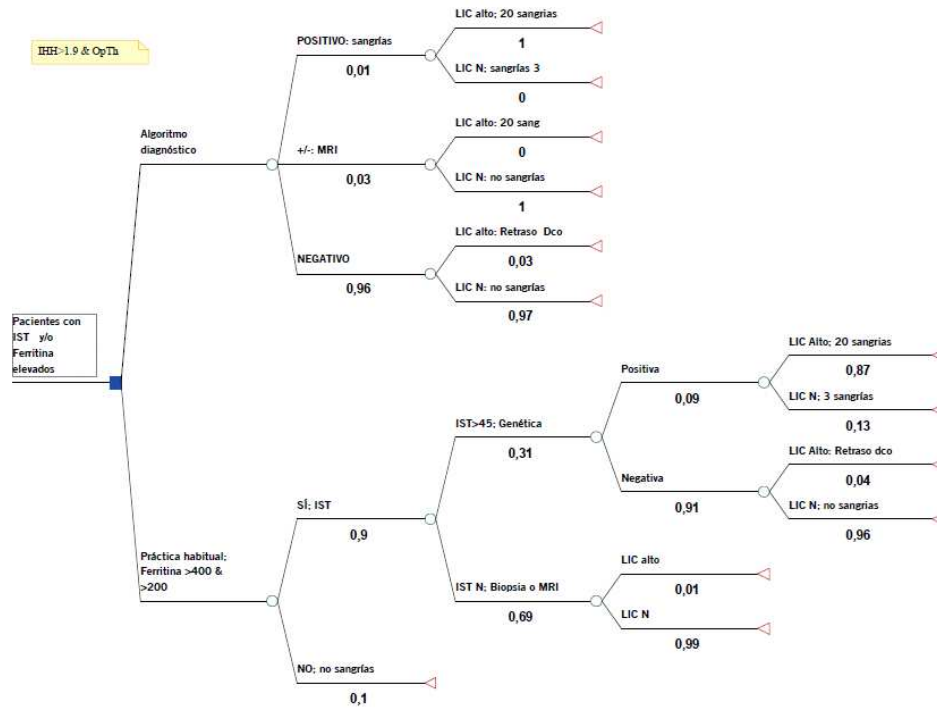 IHH>1.9 & OpTh
LIC alto; 20 sangrias
1
POSITIVO: sangrías
0,01
LIC N; sangrías 3
0
Algoritmo
diagnóstico
+/-: MRI
0,03
LIC alto: 20 sang
0
LIC N: no sangrías
1
NEGATIVO
0,96
LIC alto: Retraso Dco
0,03
LIC N: no sangrías
0,97
Pacientes con
IST y/o
Ferritina
elevados
Práctica habitual;
Ferritina >400 &
>200
SÍ; IST
0,9
IST>45; Genética
0,31
Positiva
0,09
LIC Alto; 20 sangrias
0,87
LIC N; 3 sangrías
0,13
Negativa
0,91
LIC Alto: Retraso dco
0,04
LIC N; no sangrias
0,96
IST N; Biopsia o MRI
0,69
LIC alto
0,01
LIC N
0,99
NO; no sangrías
0,1